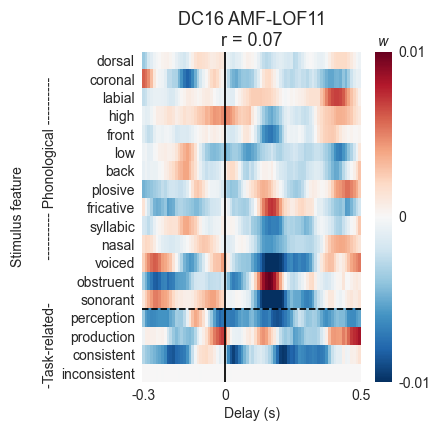 DC16 AMF-LOF11
r = 0.07
w
dorsal
coronal
labial
high
front
low
back
plosive
fricative
syllabic
nasal
voiced
obstruent
sonorant
perception
production
consistent
inconsistent
Stimulus feature
-Task-related- ---------- Phonological ----------
0.01
0
-0.01
-0.3 0 0.5
Delay (s)